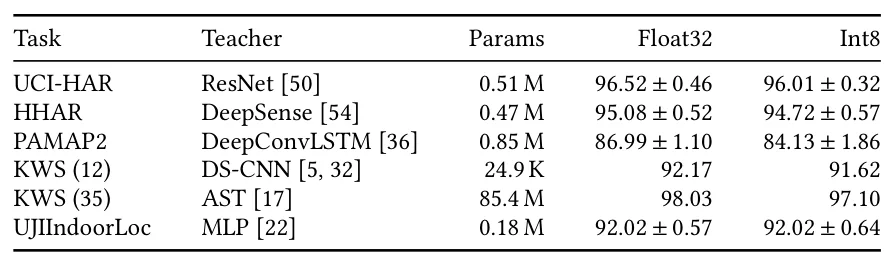 Task Teacher Params Float32 Int8
UCI-HAR ResNet [50] 0.51 M 96.52 ± 0.46 96.01 ± 0.32
HHAR DeepSense [54] 0.47 M 95.08 ± 0.52 94.72 ± 0.57
PAMAP2 DeepConvLSTM [36] 0.85 M 86.99 ± 1.10 84.13 ± 1.86
KWS (12) DS-CNN [5, 32] 24.9 K 92.17 91.62
KWS (35) AST [17] 85.4 M 98.03 97.10
UJIIndoorLoc MLP [22] 0.18 M 92.02 ± 0.57 92.02 ± 0.64